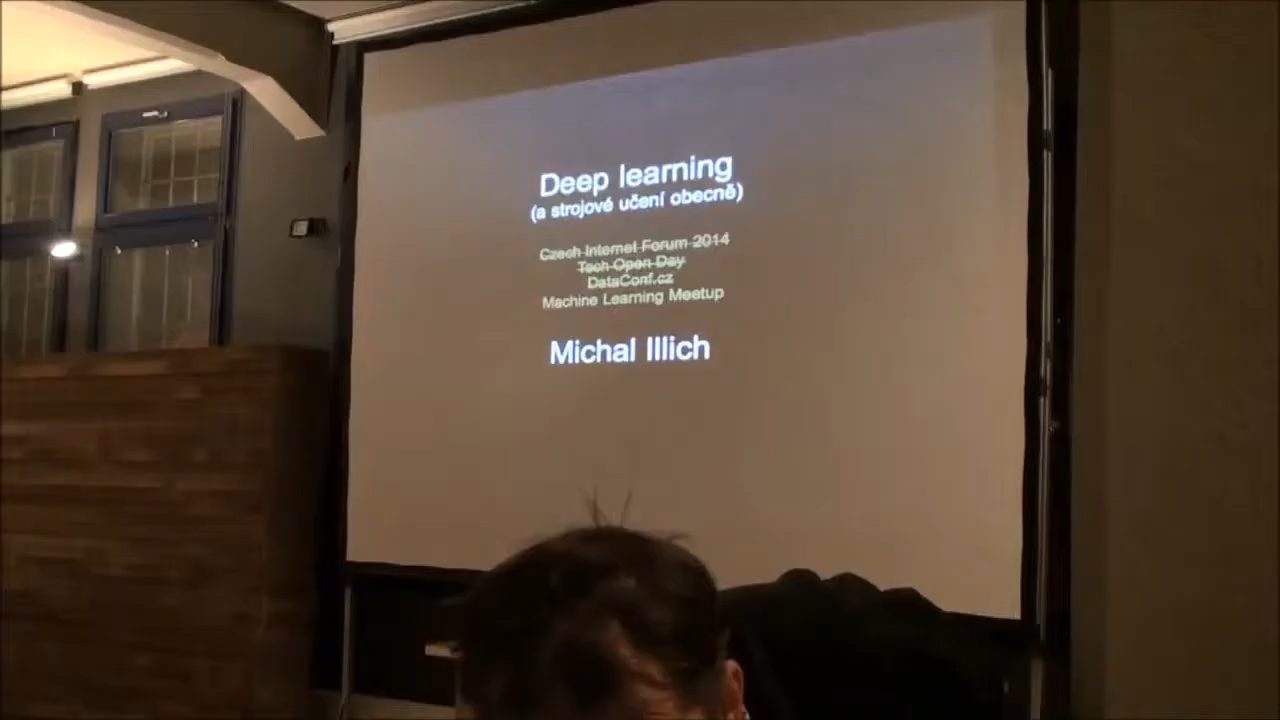 Deep learning
(a strojové učení obecně)
Czech Internet Forum 2014
Tech Open Day
DataConf.cz
Machine Learning Meetup
Michal Illich